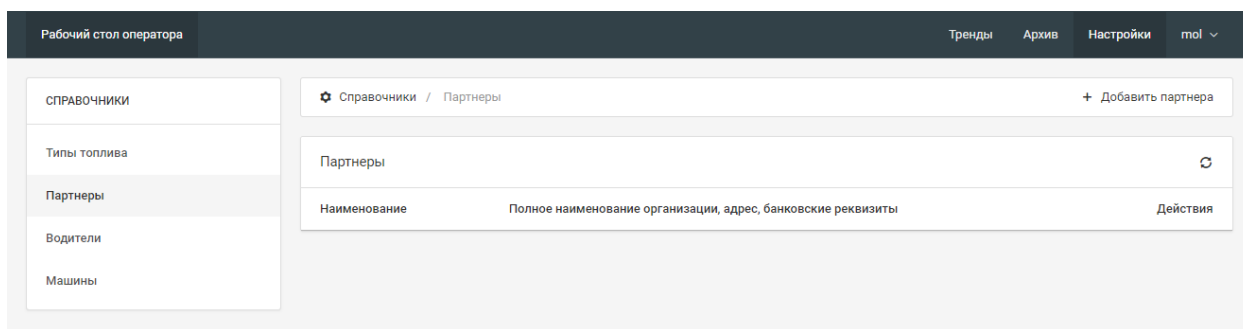 Рабочий стол оператора Тренды Архив Настройки mol
СПРАВОЧНИКИ
Типы топлива
Партнеры
Водители
Машины
Справочники / Партнеры + Добавить партнера
Партнеры
Наименование Полное наименование организации, адрес, банковские реквизиты Действия